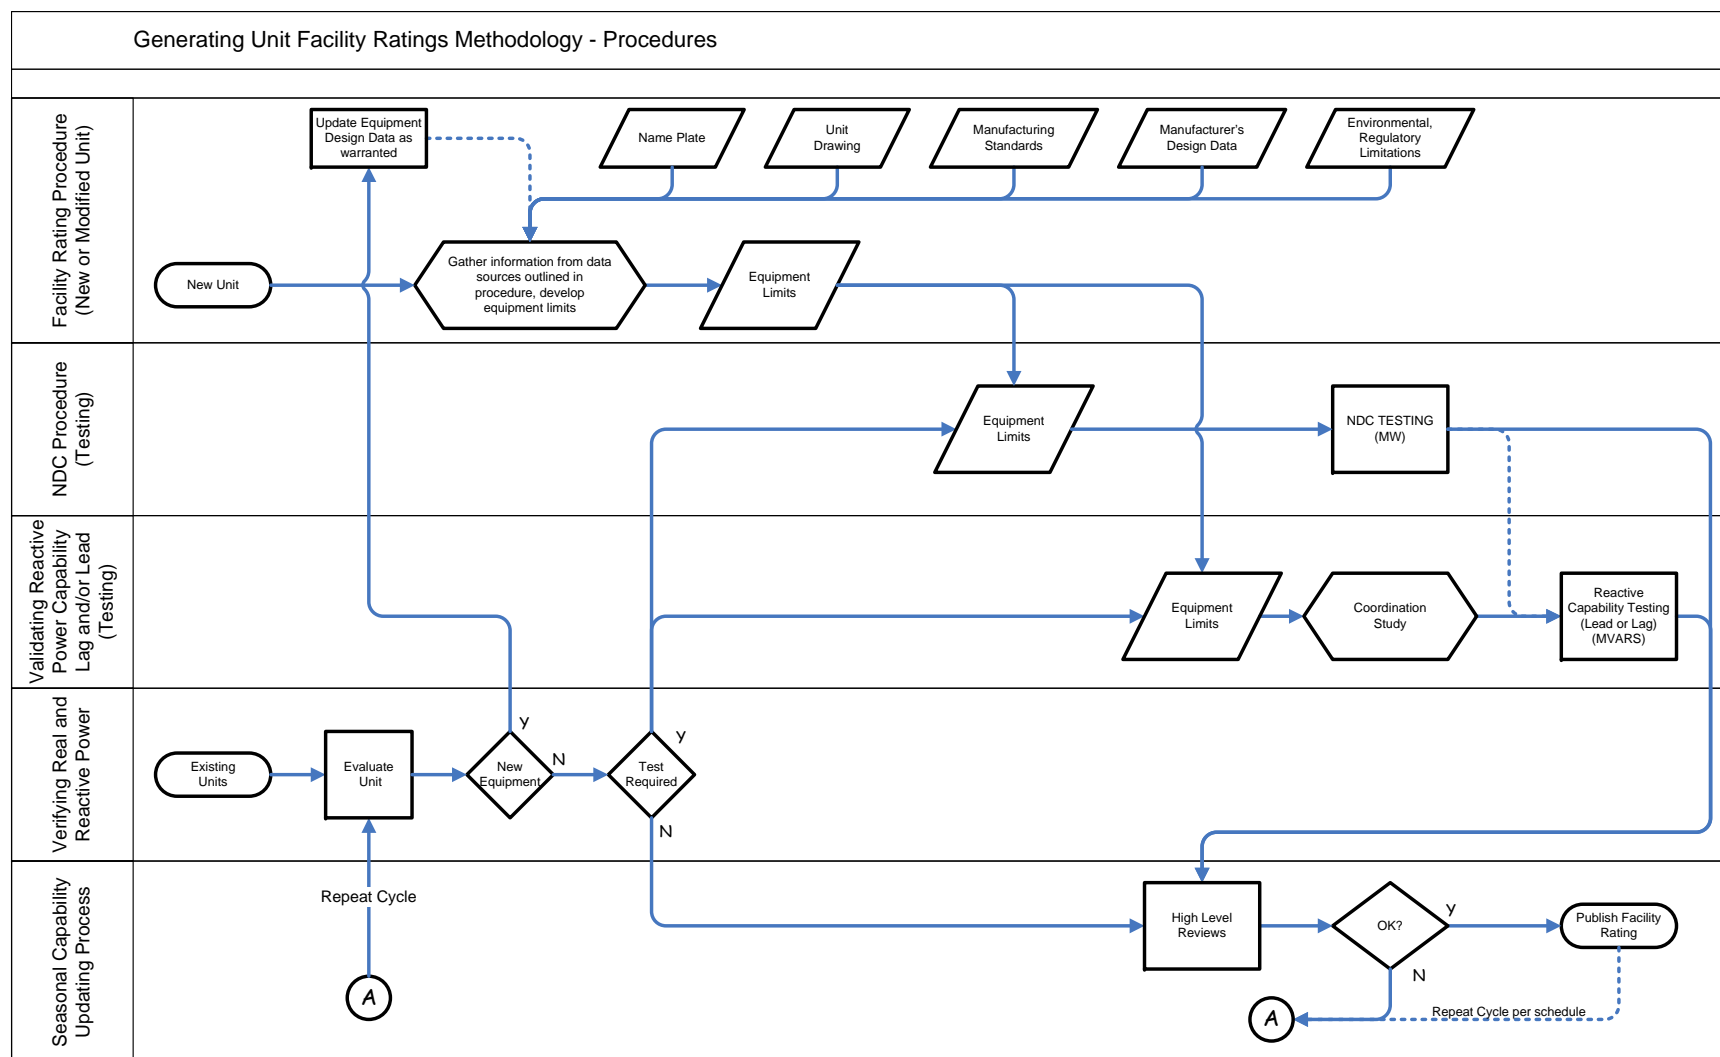 Generating Unit Facility Ratings Methodology - Procedures
Facility Rating Procedure
(New or Modified Unit)
Update Equipment
Design Data as
warranted
Name Plate
Unit
Drawing
Manufacturing
Standards
Manufacturer's
Design Data
Environmental,
Regulatory
Limitations
New Unit
Gather information from data
sources outlined in
procedure, develop
equipment limits
Equipment
Limits
NDC Procedure
(Testing)
Equipment
Limits
NDC TESTING
(MW)
Validating Reactive
Power Capability
Lag and/or Lead
(Testing)
Equipment
Limits
Coordination
Study
Reactive
Capability Testing
(Lead or Lag)
(MVARS)
Verifying Real and
Reactive Power
Existing
Units
Evaluate
Unit
New
Equipment
Y
N
Test
Required
Y
N
Seasonal Capability
Updating Process
Repeat Cycle
A
High Level
Reviews
OK?
Y
N
Publish Facility
Rating
A
Repeat Cycle per schedule